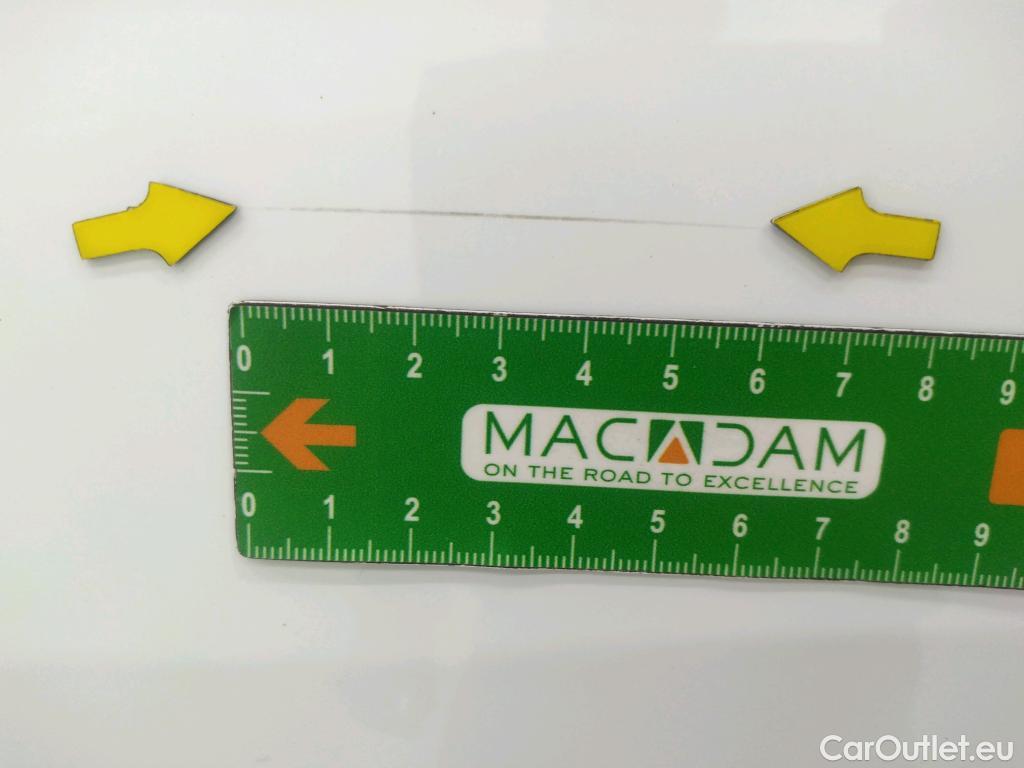 0 1 2 3 4 5 6 7 8 9
MACADAM
ON THE ROAD TO EXCELLENCE
0 1 2 3 4 5 6 7 8 9
CarOutlet.eu